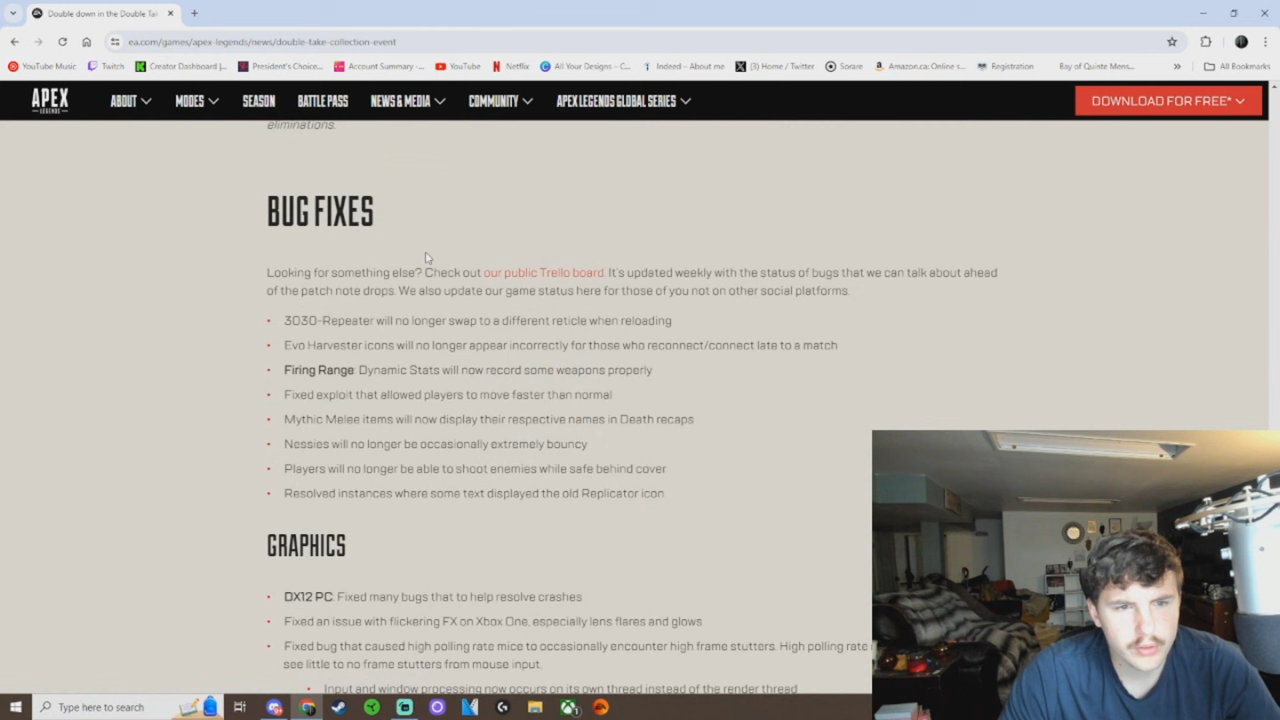 Double down in the Double Tak
ea.com/games/apex-legends/news/double-take-collection-event
YouTube Music
Twitch
Creator Dashboard |...
President's Choice...
Account Summary -...
YouTube
Netflix
All Your Designs – C...
Indeed – About me
(3) Home / Twitter
Sorare
Amazon.ca: Online s...
Registration
Bay of Quinte Mens...
»
All Bookmarks
APEX
LEGENDS
ABOUT
MODES
SEASON
BATTLE PASS
NEWS & MEDIA
COMMUNITY
APEX LEGENDS GLOBAL SERIES
DOWNLOAD FOR FREE*
eliminations.
BUG FIXES
Looking for something else? Check out our public Trello board. It's updated weekly with the status of bugs that we can talk about ahead
of the patch note drops. We also update our game status here for those of you not on other social platforms.
• 3030-Repeater will no longer swap to a different reticle when reloading
• Evo Harvester icons will no longer appear incorrectly for those who reconnect/connect late to a match
• Firing Range: Dynamic Stats will now record some weapons properly
• Fixed exploit that allowed players to move faster than normal
• Mythic Melee items will now display their respective names in Death recaps
• Nessies will no longer be occasionally extremely bouncy
• Players will no longer be able to shoot enemies while safe behind cover
• Resolved instances where some text displayed the old Replicator icon
GRAPHICS
• DX12 PC: Fixed many bugs that to help resolve crashes
• Fixed an issue with flickering FX on Xbox One, especially lens flares and glows
• Fixed bug that caused high polling rate mice to occasionally encounter high frame stutters. High polling rate
see little to no frame stutters from mouse input.
• Input and window processing now occurs on its own thread instead of the render thread
Type here to search